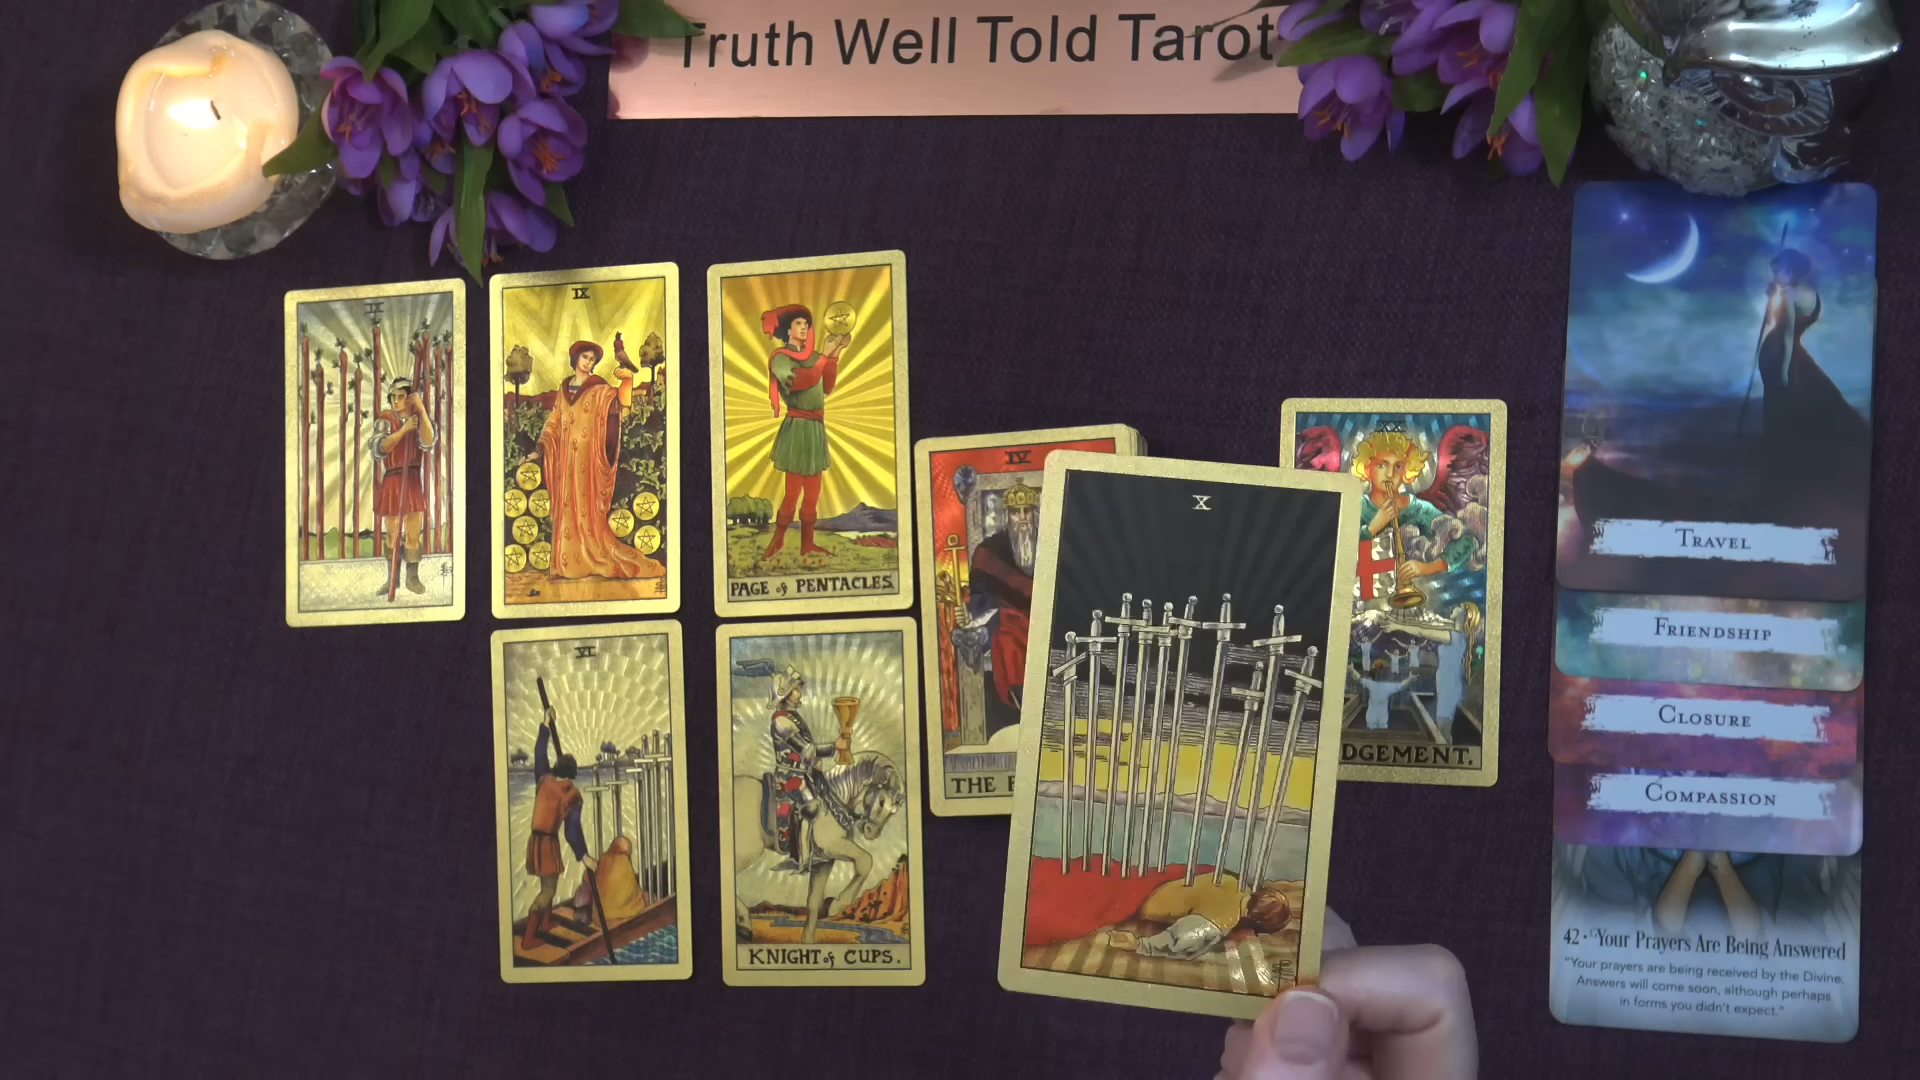 Truth Well Told Tarot
IX
IX
PAGE of PENTACLES
VI
KNIGHT of CUPS.
IV
THE
X
XX
DGEMENT.
TRAVEL
FRIENDSHIP
CLOSURE
COMPASSION
42 · Your Prayers Are Being Answered
"Your prayers are being received by the Divine.
Answers will come soon, although perhaps
in forms you didn't expect."